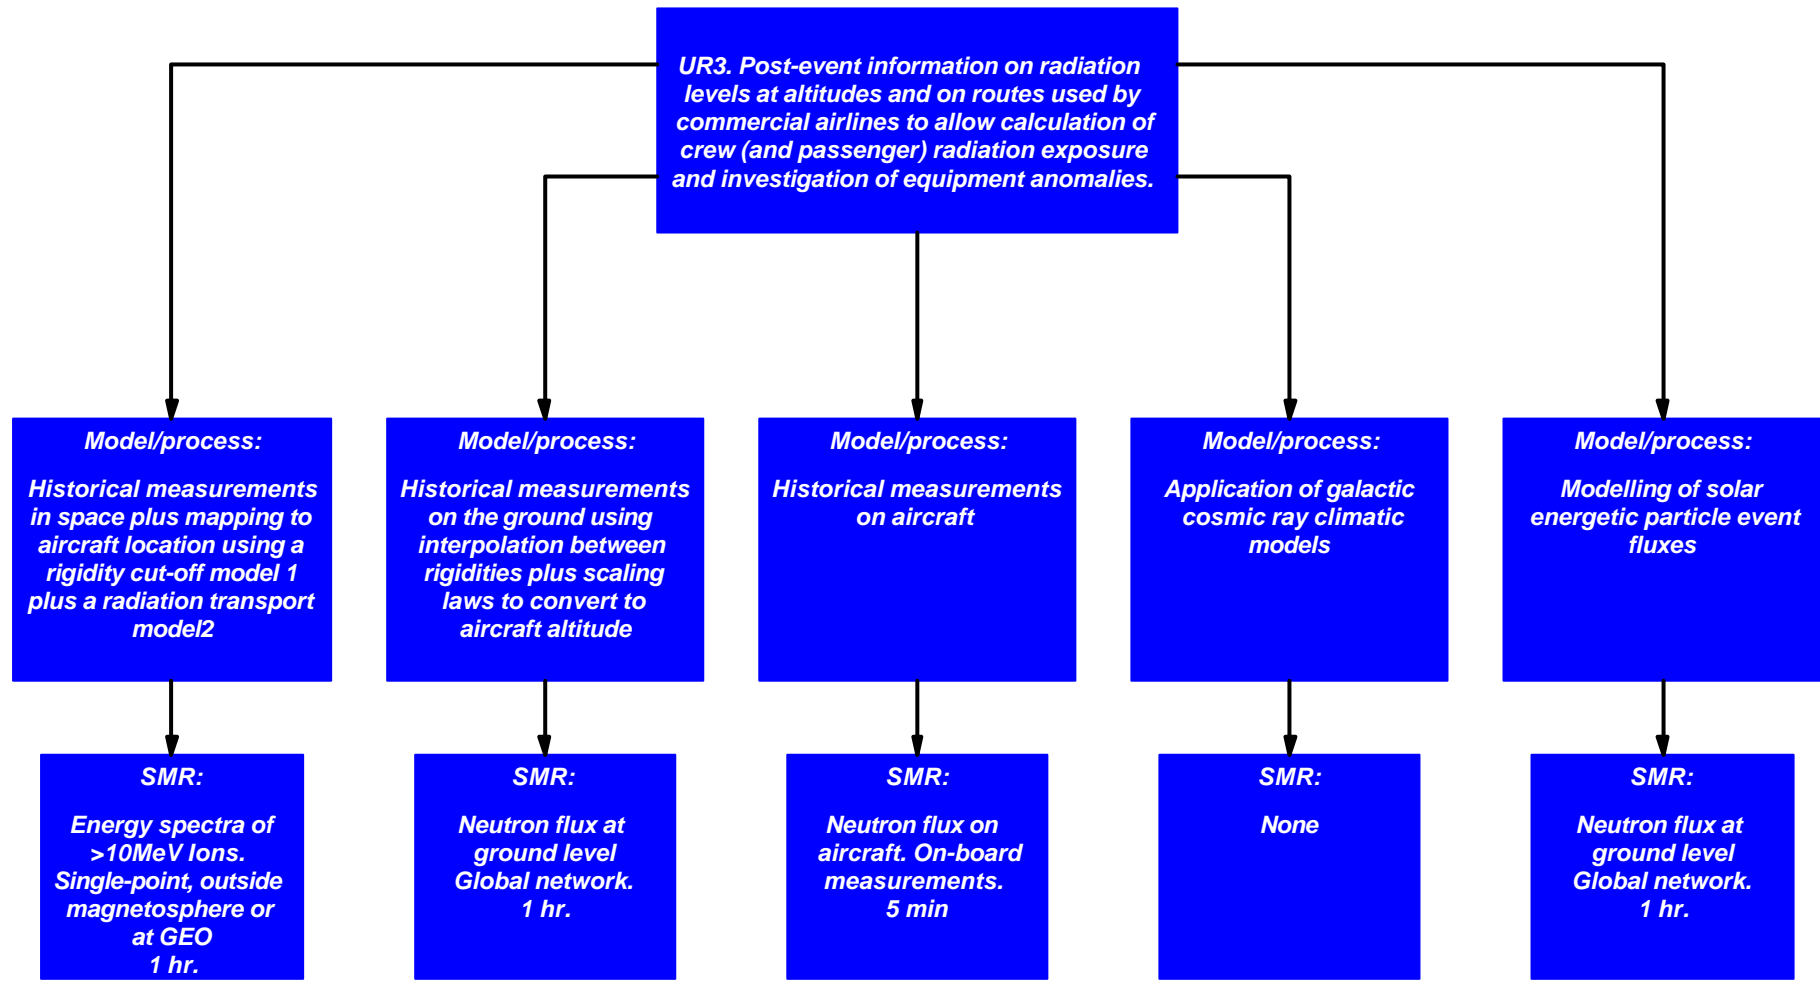 UR3. Post-event information on radiation
levels at altitudes and on routes used by
commercial airlines to allow calculation of
crew (and passenger) radiation exposure
and investigation of equipment anomalies.
Model/process:
Historical measurements
in space plus mapping to
aircraft location using a
rigidity cut-off model 1
plus a radiation transport
model2
Model/process:
Historical measurements
on the ground using
interpolation between
rigidities plus scaling
laws to convert to
aircraft altitude
Model/process:
Historical measurements
on aircraft
Model/process:
Application of galactic
cosmic ray climatic
models
Model/process:
Modelling of solar
energetic particle event
fluxes
SMR:
Energy spectra of
>10MeV Ions.
Single-point, outside
magnetosphere or
at GEO
1 hr.
SMR:
Neutron flux at
ground level
Global network.
1 hr.
SMR:
Neutron flux on
aircraft. On-board
measurements.
5 min
SMR:
None
SMR:
Neutron flux at
ground level
Global network.
1 hr.